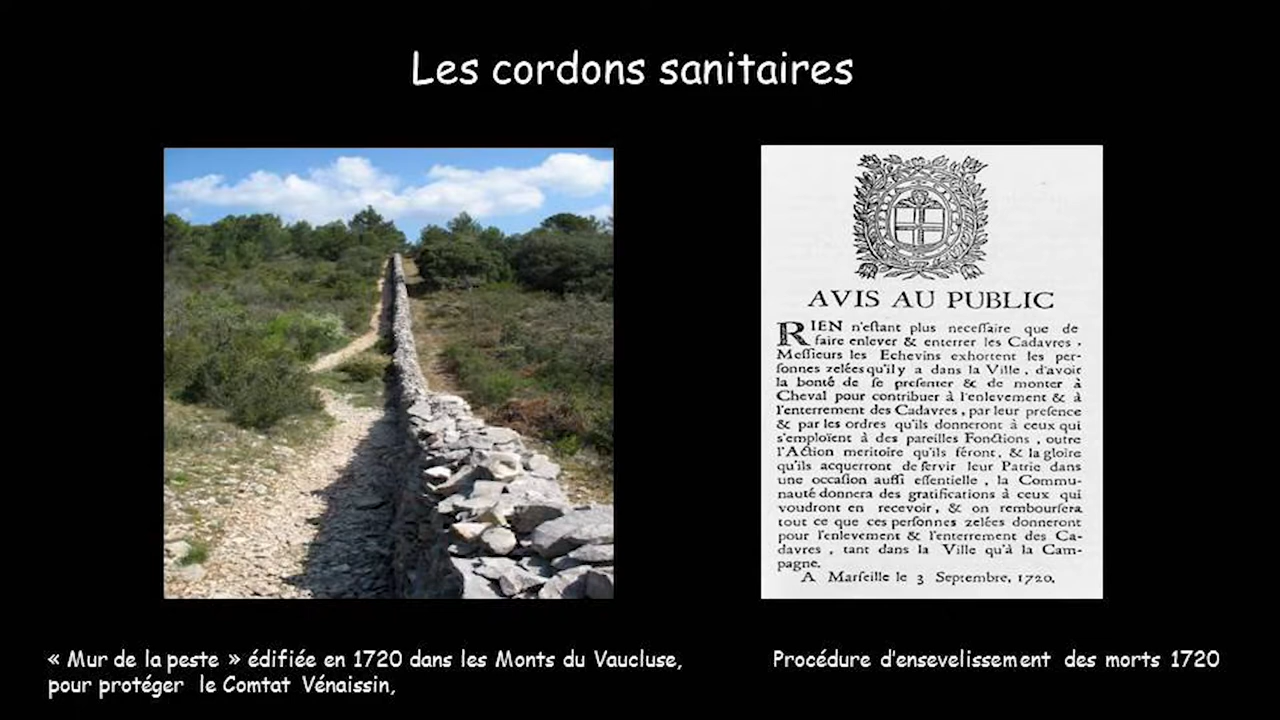 Les cordons sanitaires
AVIS AU PUBLIC
RIEN n'eſtant plus neceſſaire que de
faire enlever & enterrer les Cadavres,
Meſſieurs les Echevins exhortent les per-
ſonnes zelées qu'il y a dans la Ville, d'avoir
la bonté de ſe preſenter & de monter à
Cheval pour contribuer à l'enlevement & à
l'enterrement des Cadavres, par leur preſence
& par les ordres qu'ils donneront à ceux qui
s'emploïent à des pareilles Fonctions, outre
l'Action meritoire qu'ils féront, & la gloire
qu'ils acquerront de ſervir leur Patrie dans
une occaſion auſſi eſſentielle, la Commu-
nauté donnera des gratifications à ceux qui
voudront en recevoir, & on rembourſera
tout ce que ces perſonnes zelées donneront
pour l'enlevement & l'enterrement des Ca-
davres, tant dans la Ville qu'à la Cam-
pagne.
A Marſeille le 3 Septembre, 1720.
« Mur de la peste » édifiée en 1720 dans les Monts du Vaucluse,
pour protéger le Comtat Vénaissin,
Procédure d'ensevelissement des morts 1720